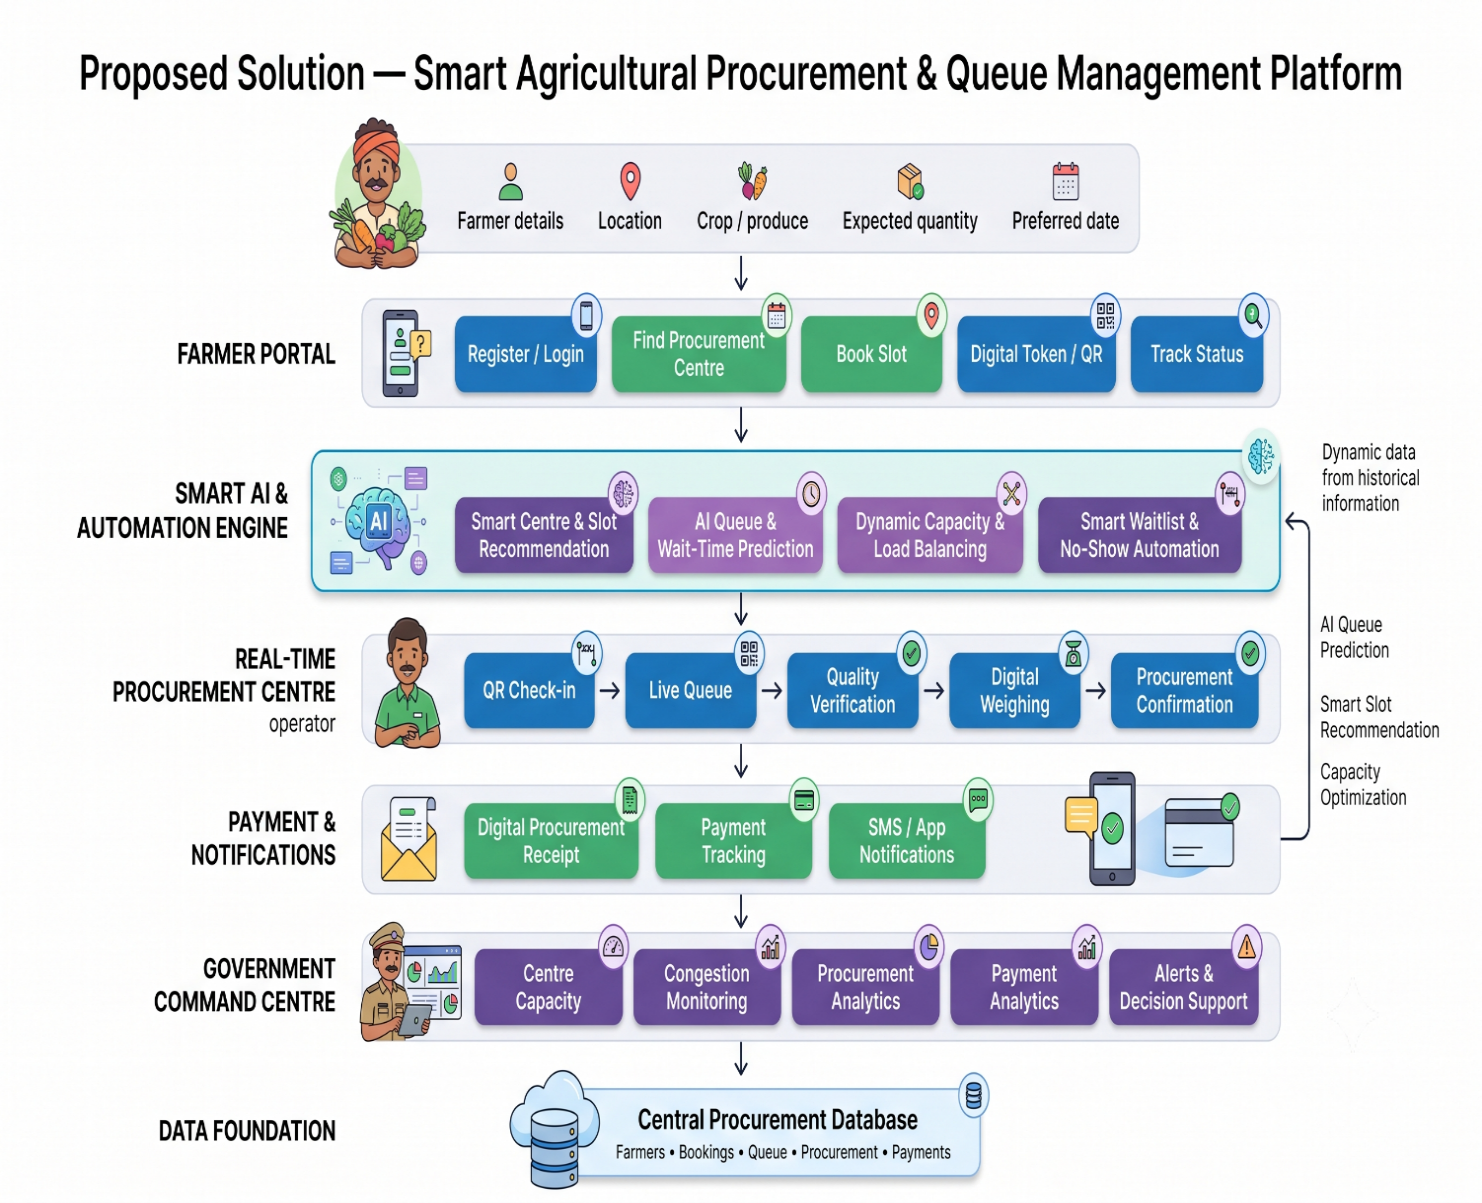 Proposed Solution — Smart Agricultural Procurement & Queue Management Platform
Farmer details
Location
Crop / produce
Expected quantity
Preferred date
FARMER PORTAL
?
Register / Login
Find Procurement
Centre
Book Slot
Digital Token / QR
Track Status
SMART AI &
AUTOMATION ENGINE
AI
Smart Centre & Slot
Recommendation
AI Queue &
Wait-Time Prediction
Dynamic Capacity &
Load Balancing
Smart Waitlist &
No-Show Automation
Dynamic data
from historical
information
AI Queue
Prediction
Smart Slot
Recommendation
Capacity
Optimization
REAL-TIME
PROCUREMENT CENTRE
operator
QR Check-in
Live Queue
Quality
Verification
Digital
Weighing
Procurement
Confirmation
PAYMENT &
NOTIFICATIONS
Digital Procurement
Receipt
Payment
Tracking
SMS / App
Notifications
GOVERNMENT
COMMAND CENTRE
Centre
Capacity
Congestion
Monitoring
Procurement
Analytics
Payment
Analytics
Alerts &
Decision Support
DATA FOUNDATION
Central Procurement Database
Farmers • Bookings • Queue • Procurement • Payments